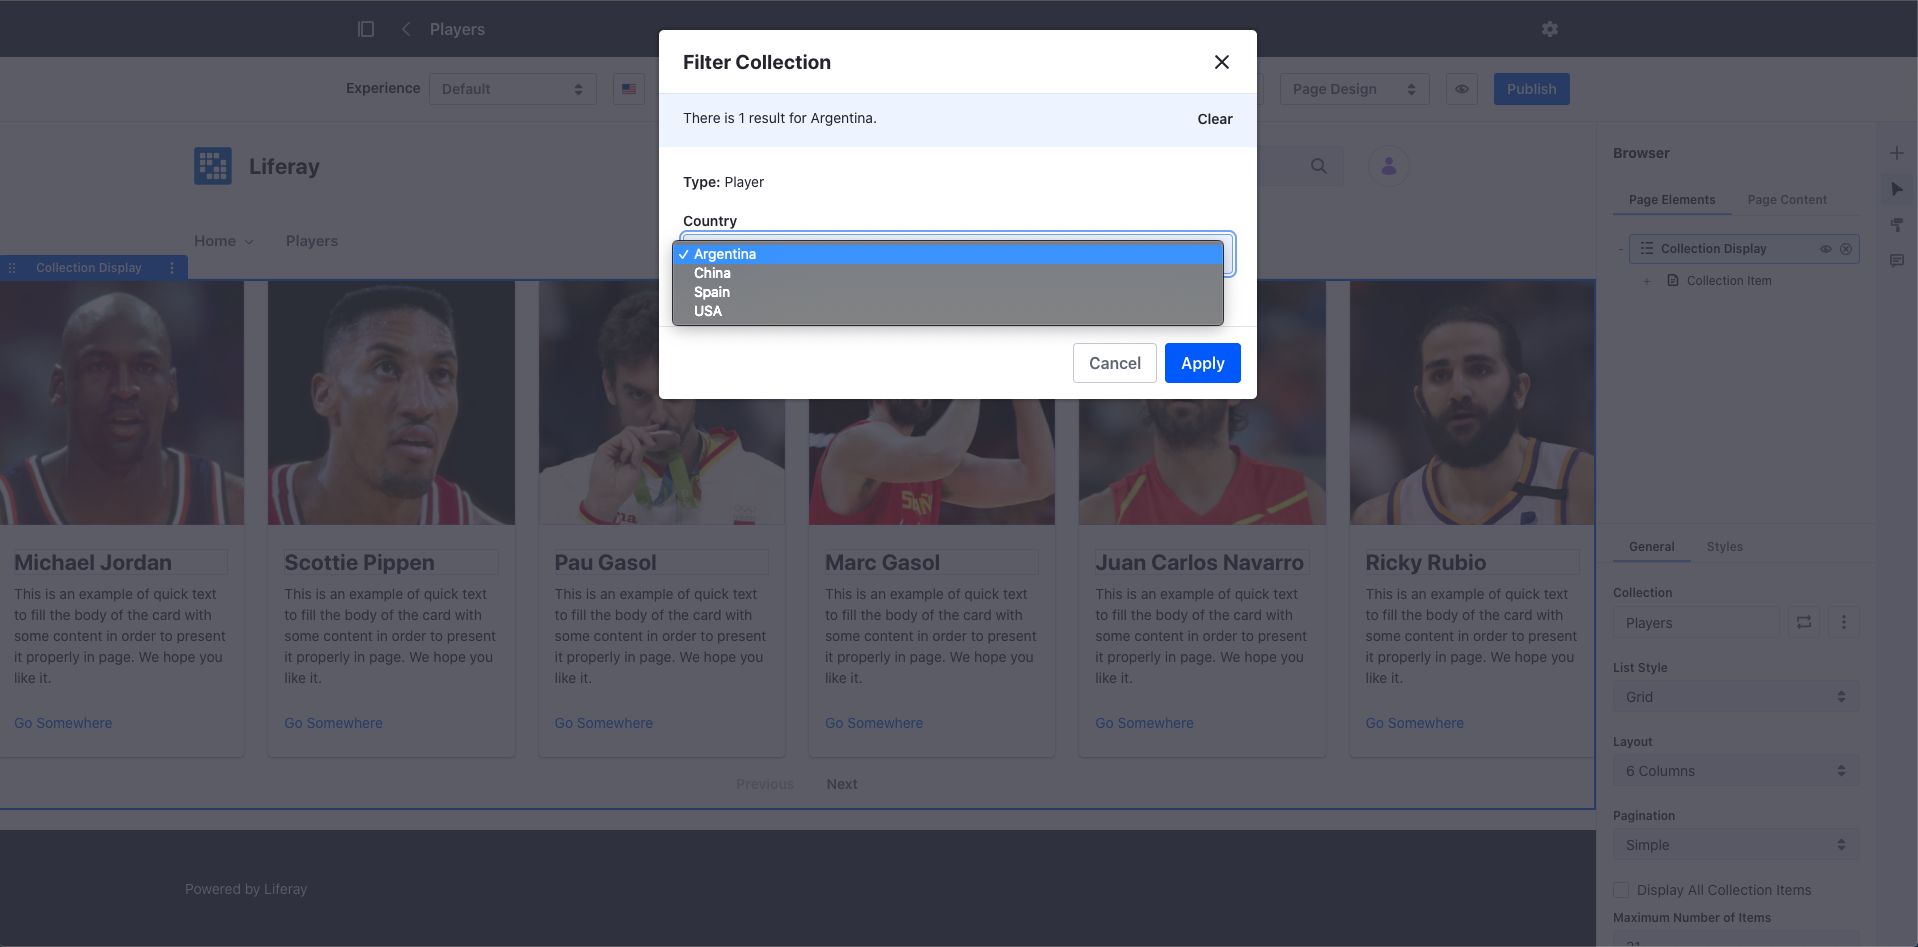 Players
Experience
Default
Page Design
Publish
Filter Collection
There is 1 result for Argentina.
Clear
Type: Player
Country
✓ Argentina
China
Spain
USA
Cancel
Apply
Liferay
Home
Players
Collection Display
Michael Jordan
This is an example of quick text
to fill the body of the card with
some content in order to present
it properly in page. We hope you
like it.
Go Somewhere
Scottie Pippen
This is an example of quick text
to fill the body of the card with
some content in order to present
it properly in page. We hope you
like it.
Go Somewhere
Pau Gasol
This is an example of quick text
to fill the body of the card with
some content in order to present
it properly in page. We hope you
like it.
Go Somewhere
Marc Gasol
This is an example of quick text
to fill the body of the card with
some content in order to present
it properly in page. We hope you
like it.
Go Somewhere
Juan Carlos Navarro
This is an example of quick text
to fill the body of the card with
some content in order to present
it properly in page. We hope you
like it.
Go Somewhere
Ricky Rubio
This is an example of quick text
to fill the body of the card with
some content in order to present
it properly in page. We hope you
like it.
Go Somewhere
Previous
Next
Powered by Liferay
Browser
Page Elements
Page Content
Collection Display
Collection Item
General
Styles
Collection
Players
List Style
Grid
Layout
6 Columns
Pagination
Simple
Display All Collection Items
Maximum Number of Items